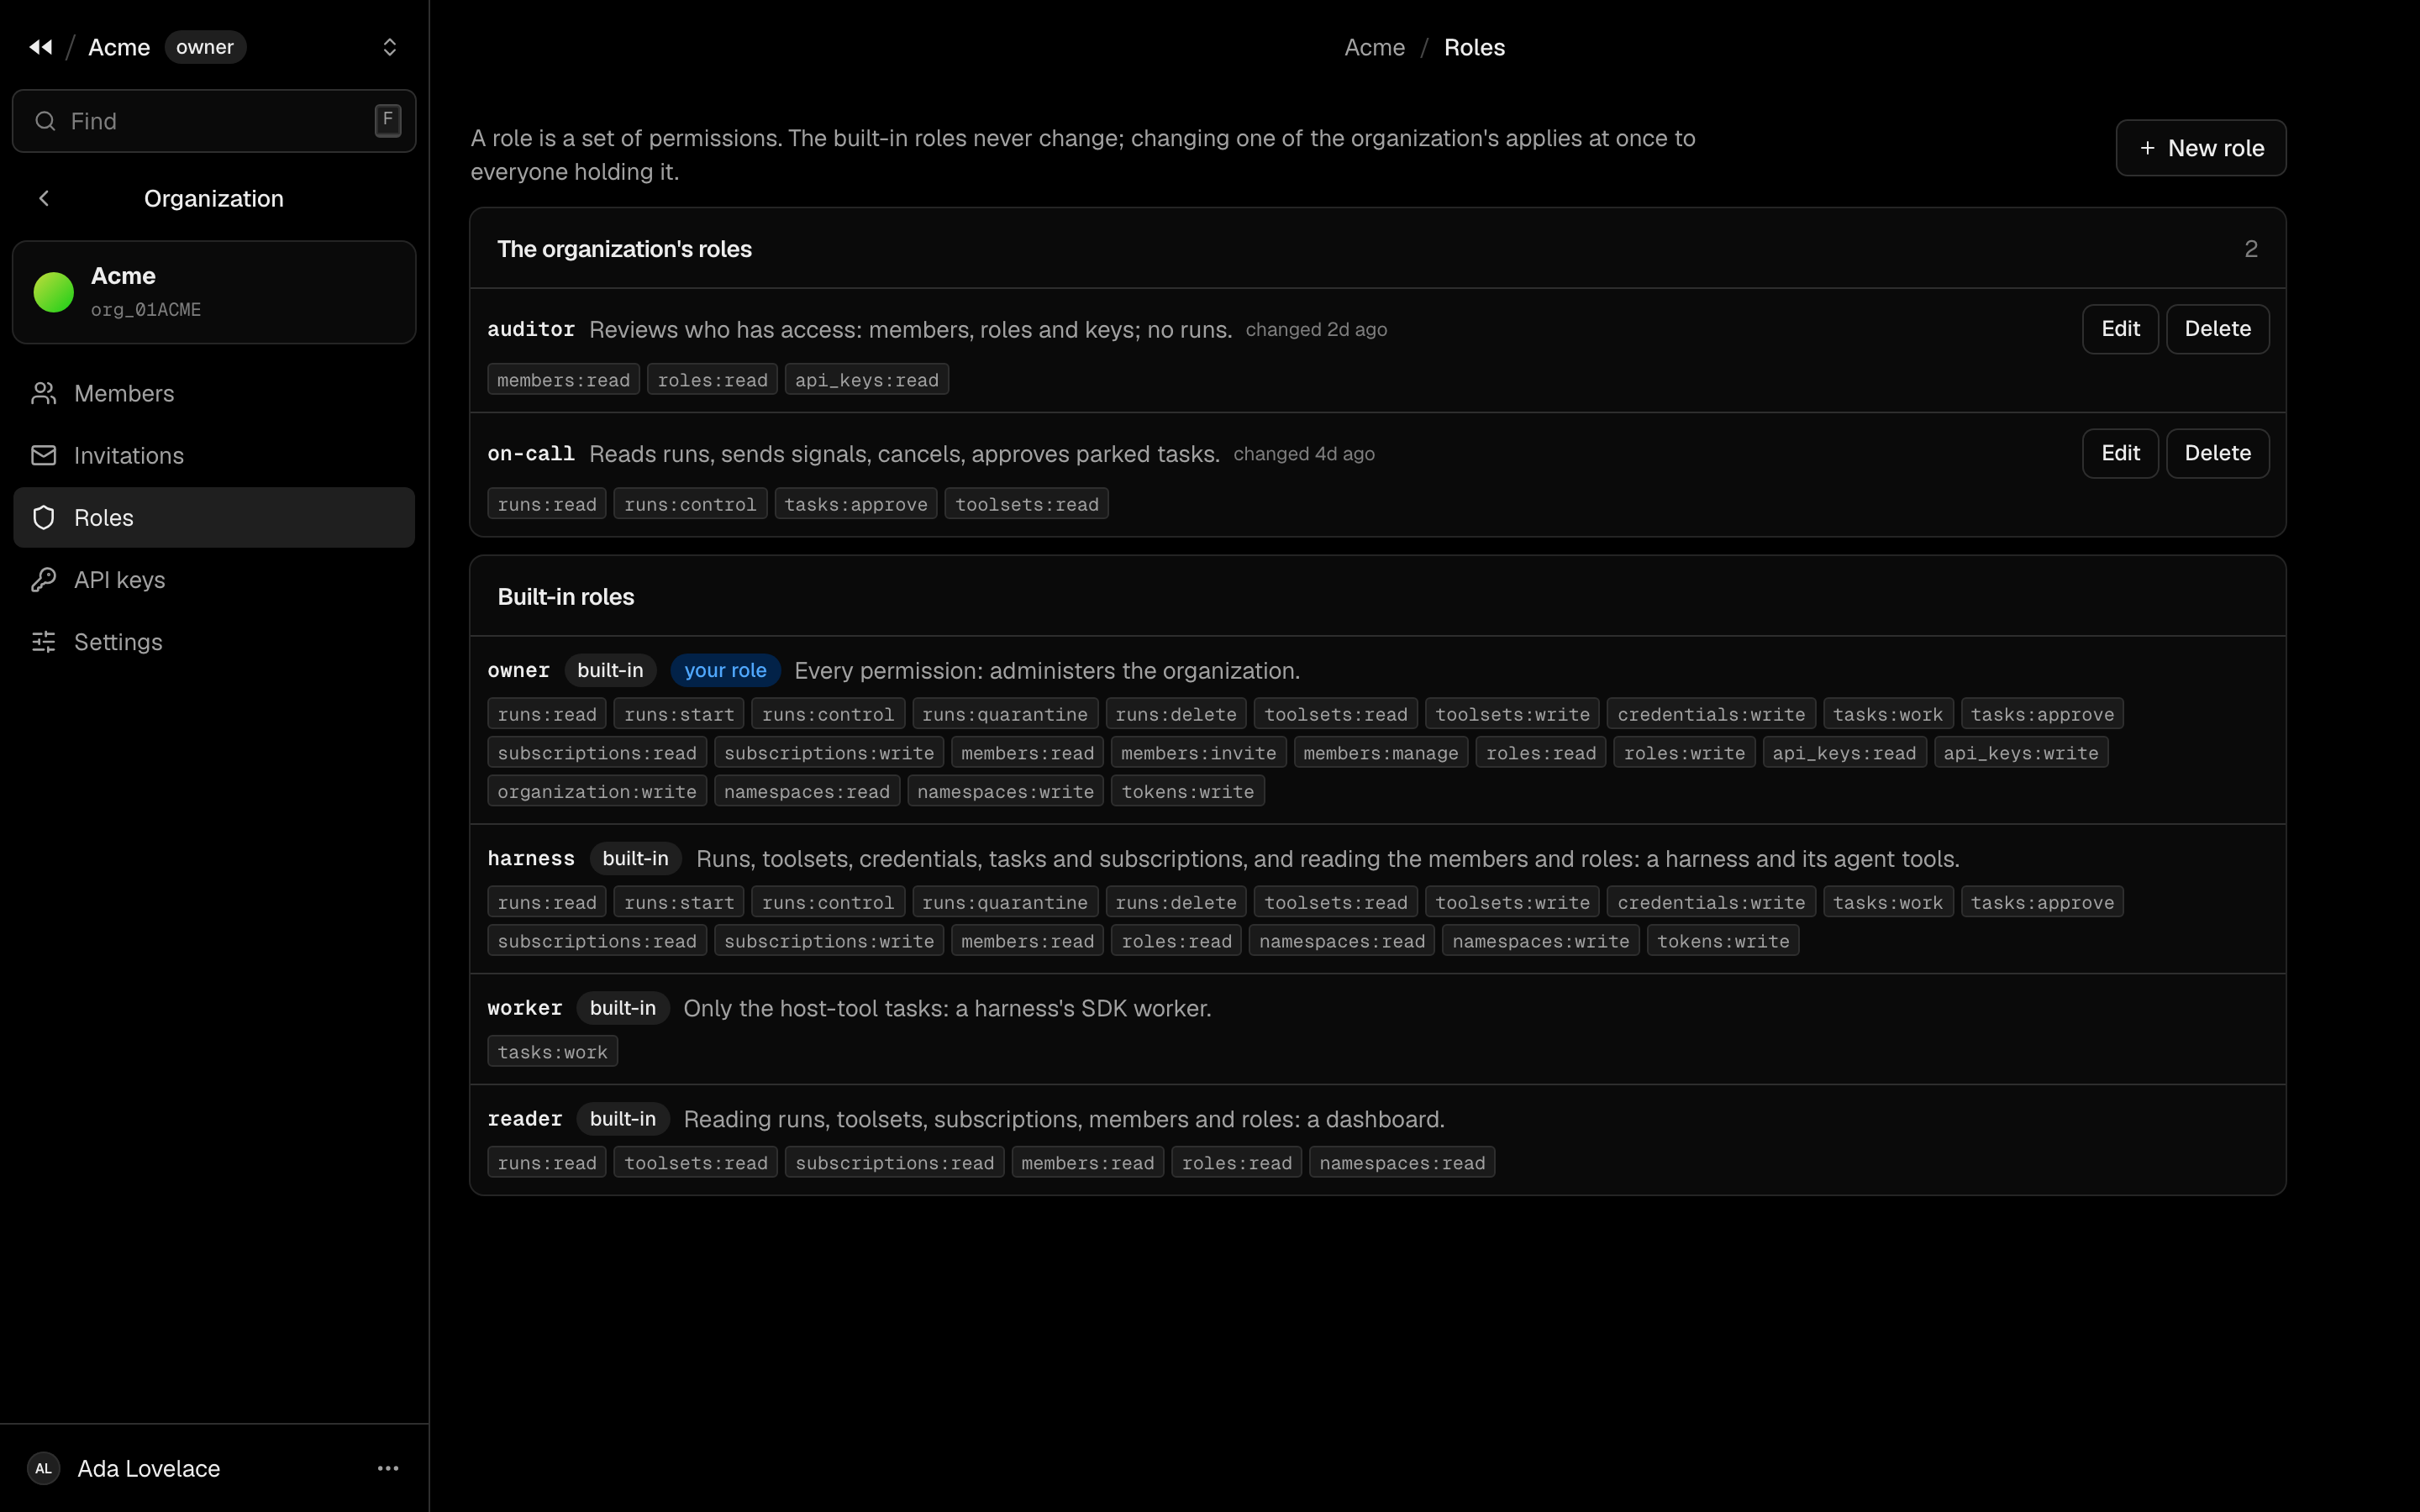 / Acme owner
Find F
Organization
Acme
org_01ACME
Members
Invitations
Roles
API keys
Settings
AL Ada Lovelace
Acme / Roles
A role is a set of permissions. The built-in roles never change; changing one of the organization's applies at once to
everyone holding it.
+ New role
The organization's roles 2
auditor Reviews who has access: members, roles and keys; no runs. changed 2d ago Edit Delete
members:read roles:read api_keys:read
on-call Reads runs, sends signals, cancels, approves parked tasks. changed 4d ago Edit Delete
runs:read runs:control tasks:approve toolsets:read
Built-in roles
owner built-in your role Every permission: administers the organization.
runs:read runs:start runs:control runs:quarantine runs:delete toolsets:read toolsets:write credentials:write tasks:work tasks:approve
subscriptions:read subscriptions:write members:read members:invite members:manage roles:read roles:write api_keys:read api_keys:write
organization:write namespaces:read namespaces:write tokens:write
harness built-in Runs, toolsets, credentials, tasks and subscriptions, and reading the members and roles: a harness and its agent tools.
runs:read runs:start runs:control runs:quarantine runs:delete toolsets:read toolsets:write credentials:write tasks:work tasks:approve
subscriptions:read subscriptions:write members:read roles:read namespaces:read namespaces:write tokens:write
worker built-in Only the host-tool tasks: a harness's SDK worker.
tasks:work
reader built-in Reading runs, toolsets, subscriptions, members and roles: a dashboard.
runs:read toolsets:read subscriptions:read members:read roles:read namespaces:read